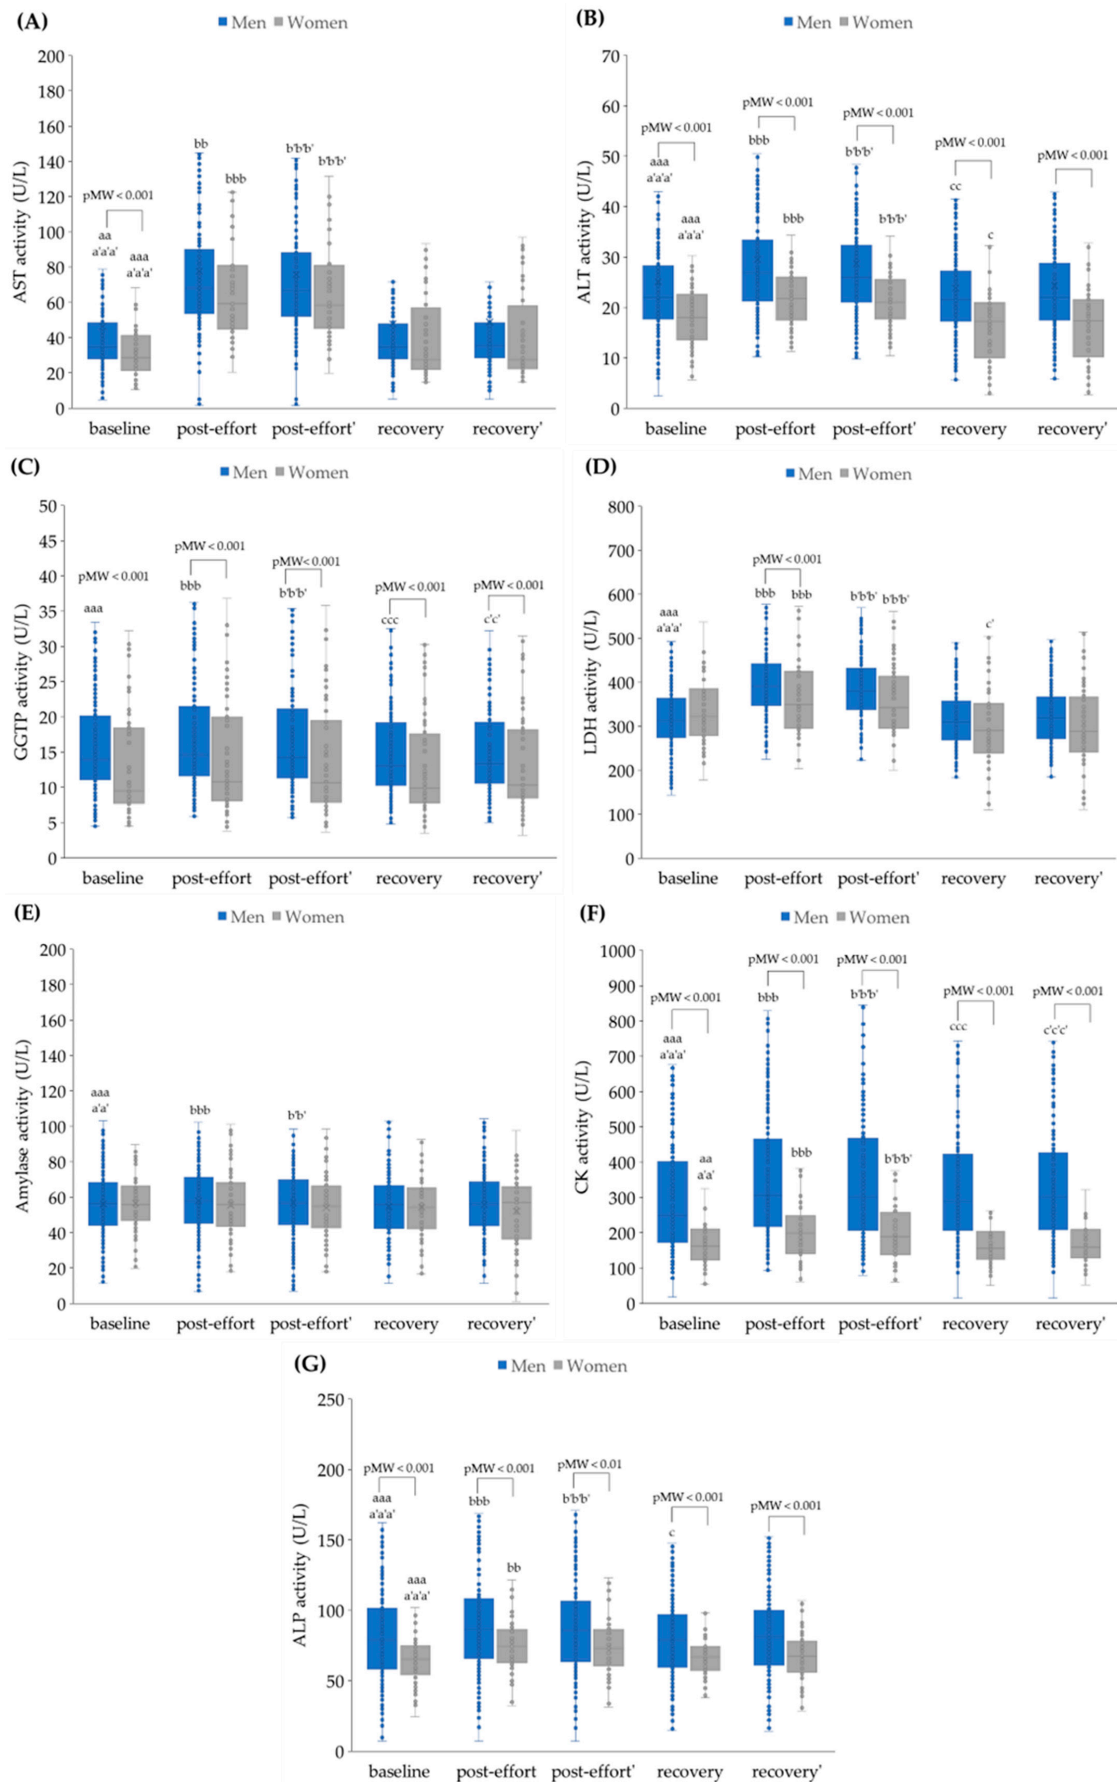 (A)
Men Women
AST activity (U/L)
200
180
160
140
120
100
80
60
40
20
0
pMW < 0.001
aa
a'a'a'
aaa
a'a'a'
bb
bbb
b'b'b'
b'b'b'
baseline post-effort post-effort' recovery recovery'
(B)
Men Women
ALT activity (U/L)
70
60
50
40
30
20
10
0
pMW < 0.001
pMW < 0.001
pMW < 0.001
pMW < 0.001
pMW < 0.001
aaa
a'a'a'
aaa
a'a'a'
bbb
bbb
b'b'b'
b'b'b'
cc
c
baseline post-effort post-effort' recovery recovery'
(C)
Men Women
GGTP activity (U/L)
50
45
40
35
30
25
20
15
10
5
0
pMW < 0.001
pMW < 0.001
pMW < 0.001
pMW < 0.001
pMW < 0.001
aaa
bbb
b'b'b'
ccc
c'c'
baseline post-effort post-effort' recovery recovery'
(D)
Men Women
LDH activity (U/L)
800
700
600
500
400
300
200
100
0
pMW < 0.001
aaa
a'a'a'
bbb
bbb
b'b'b'
b'b'b'
c'
baseline post-effort post-effort' recovery recovery'
(E)
Men Women
Amylase activity (U/L)
200
180
160
140
120
100
80
60
40
20
0
aaa
a'a'
bbb
b'b'
baseline post-effort post-effort' recovery recovery'
(F)
Men Women
CK activity (U/L)
1000
900
800
700
600
500
400
300
200
100
0
pMW < 0.001
pMW < 0.001
pMW < 0.001
pMW < 0.001
pMW < 0.001
aaa
a'a'a'
aa
a'a'
bbb
bbb
b'b'b'
b'b'b'
ccc
c'c'c'
baseline post-effort post-effort' recovery recovery'
(G)
Men Women
ALP activity (U/L)
250
200
150
100
50
0
pMW < 0.001
pMW < 0.001
pMW < 0.01
pMW < 0.001
pMW < 0.001
aaa
a'a'a'
aaa
a'a'a'
bbb
bb
b'b'b'
c
baseline post-effort post-effort' recovery recovery'